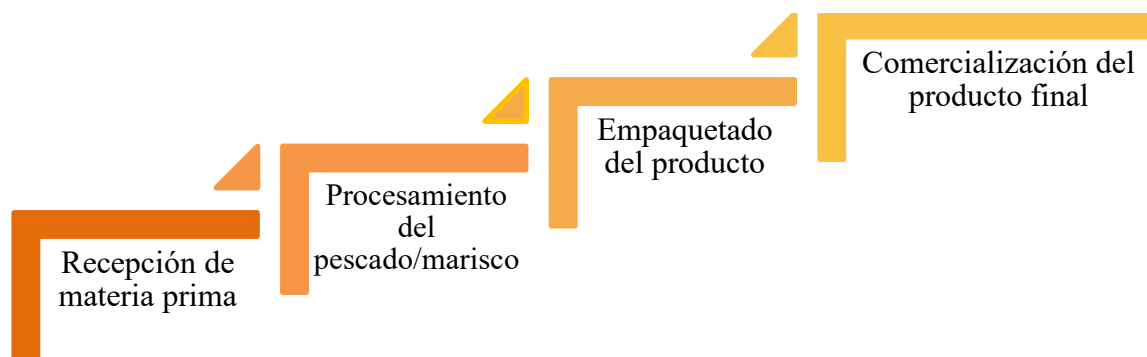 Recepción de
materia prima
Procesamiento
del
pescado/marisco
Empaquetado
del producto
Comercialización del
producto final